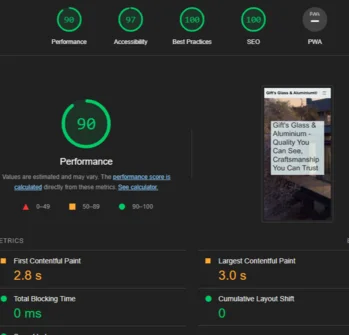 90 97 100 100 PWA
Performance Accessibility Best Practices SEO PWA
Gift's Glass & Aluminium
90
Gift's Glass &
Aluminium -
Quality You
Can See,
Craftsmanship
You Can Trust
Performance
Values are estimated and may vary. The performance score is
calculated directly from these metrics. See calculator.
0–49 50–89 90–100
ETRICS
First Contentful Paint
2.8 s
Largest Contentful Paint
3.0 s
Total Blocking Time
0 ms
Cumulative Layout Shift
0